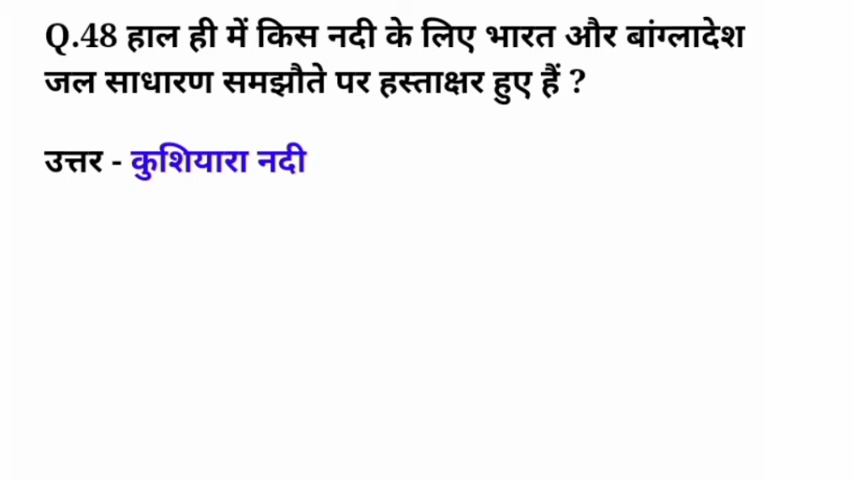 Q.48 हाल ही में किस नदी के लिए भारत और बांग्लादेश
जल साधारण समझौते पर हस्ताक्षर हुए हैं ?
उत्तर - कुशियारा नदी